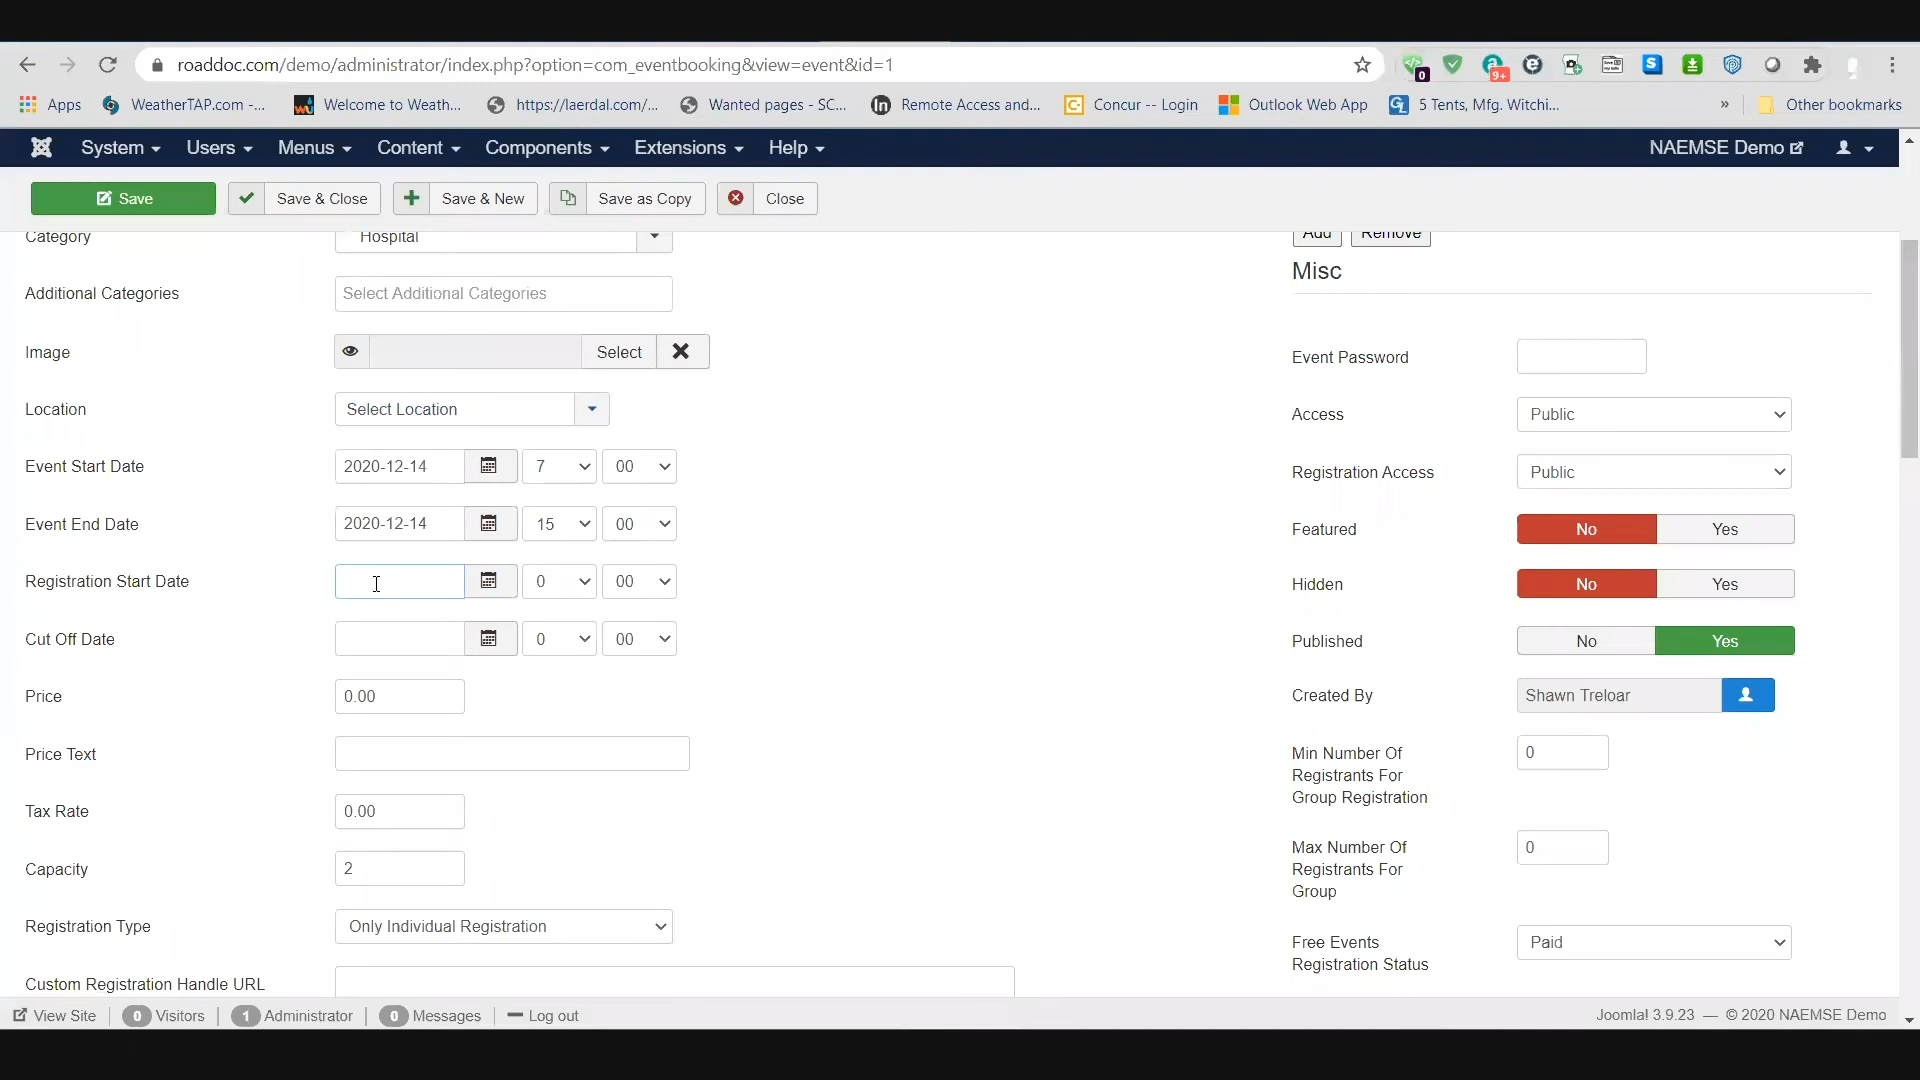 roaddoc.com/demo/administrator/index.php?option=com_eventbooking&view=event&id=1
0
9+
Apps
WeatherTAP.com -...
Welcome to Weath...
https://laerdal.com/...
Wanted pages - SC...
Remote Access and...
Concur -- Login
Outlook Web App
5 Tents, Mfg. Witchi...
»
Other bookmarks
System
Users
Menus
Content
Components
Extensions
Help
NAEMSE Demo
Save
Save & Close
Save & New
Save as Copy
Close
Category
Hospital
Additional Categories
Select Additional Categories
Image
Select
Location
Select Location
Event Start Date
2020-12-14
7
00
Event End Date
2020-12-14
15
00
Registration Start Date
0
00
Cut Off Date
0
00
Price
0.00
Price Text
Tax Rate
0.00
Capacity
2
Registration Type
Only Individual Registration
Custom Registration Handle URL
Add
Remove
Misc
Event Password
Access
Public
Registration Access
Public
Featured
No
Yes
Hidden
No
Yes
Published
No
Yes
Created By
Shawn Treloar
Min Number Of
Registrants For
Group Registration
0
Max Number Of
Registrants For
Group
0
Free Events
Registration Status
Paid
View Site
0 Visitors
1 Administrator
0 Messages
Log out
Joomla! 3.9.23 — © 2020 NAEMSE Demo